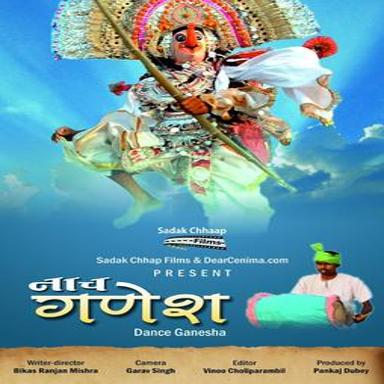 Sadak Chhaap
Films
Sadak Chhap Films & DearCenima.com
PRESENT
नाच
गणेश
Dance Ganesha
Writer-director
Bikas Ranjan Mishra
Camera
Garav Singh
Editor
Vinoo Choliparambil
Produced by
Pankaj Dubey